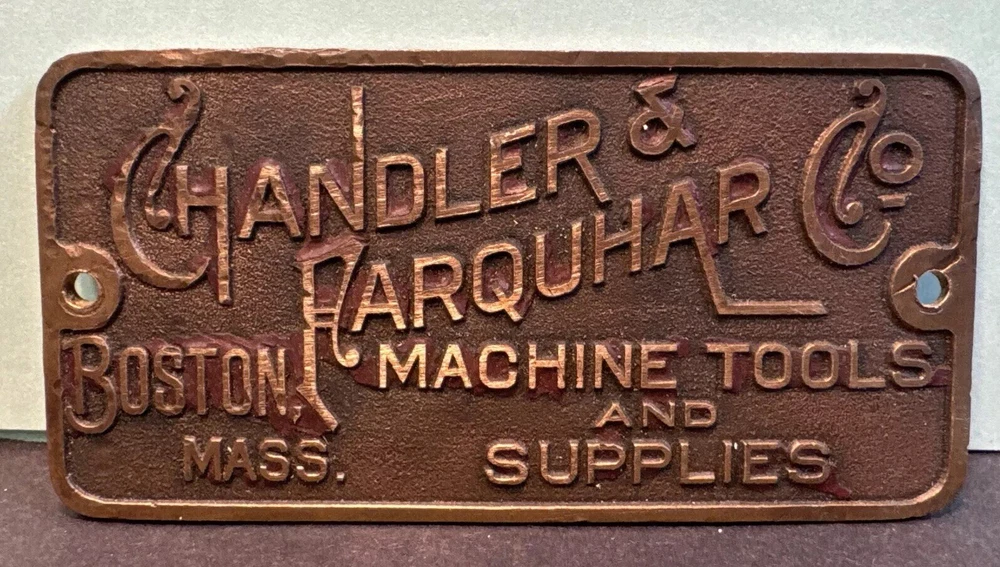 CHANDLER & FARQUHAR Co
BOSTON, MASS.
MACHINE TOOLS
AND
SUPPLIES